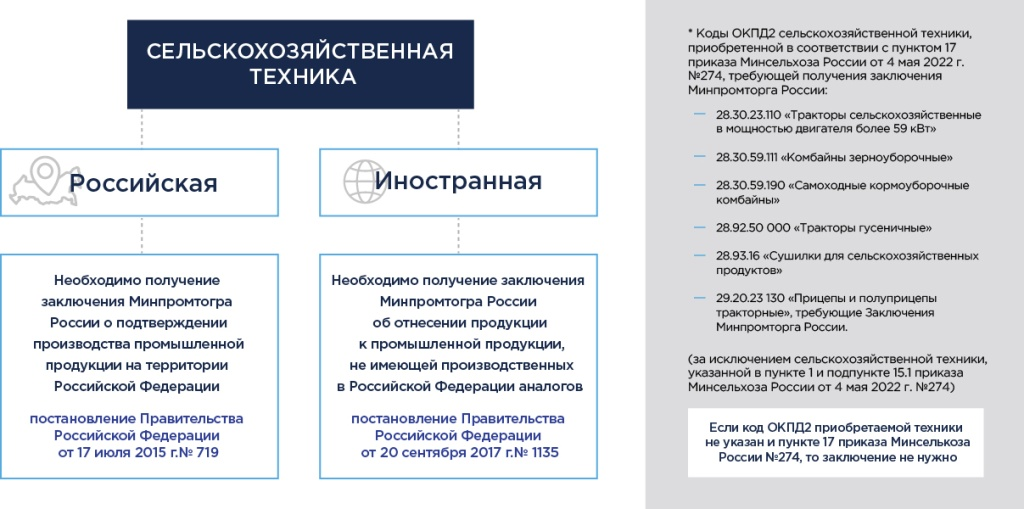 СЕЛЬСКОХОЗЯЙСТВЕННАЯ
ТЕХНИКА
Российская
Иностранная
Необходимо получение
заключения Минпромтогра
России о подтверждении
производства промышленной
продукции на территории
Российской Федерации
постановление Правительства
Российской Федерации
от 17 июля 2015 г.№ 719
Необходимо получение заключения
Минпромтогра России
об отнесении продукции
к промышленной продукции,
не имеющей производственных
в Российской Федерации аналогов
постановление Правительства
Российской Федерации
от 20 сентября 2017 г.№ 1135
* Коды ОКПД2 сельскохозяйственной техники,
приобретенной в соответствии с пунктом 17
приказа Минсельхоза России от 4 мая 2022 г.
№274, требующей получения заключения
Минпромторга России:
— 28.30.23.110 «Тракторы сельскохозяйственные
в мощностью двигателя более 59 кВт»
— 28.30.59.111 «Комбайны зерноуборочные»
— 28.30.59.190 «Самоходные кормоуборочные
комбайны»
— 28.92.50 000 «Тракторы гусеничные»
— 28.93.16 «Сушилки для сельскохозяйственных
продуктов»
— 29.20.23 130 «Прицепы и полуприцепы
тракторные», требующие Заключения
Минпромторга России.
(за исключением сельскохозяйственной техники,
указанной в пункте 1 и подпункте 15.1 приказа
Минсельхоза России от 4 мая 2022 г. №274)
Если код ОКПД2 приобретаемой техники
не указан и пункте 17 приказа Минселькоза
России №274, то заключение не нужно